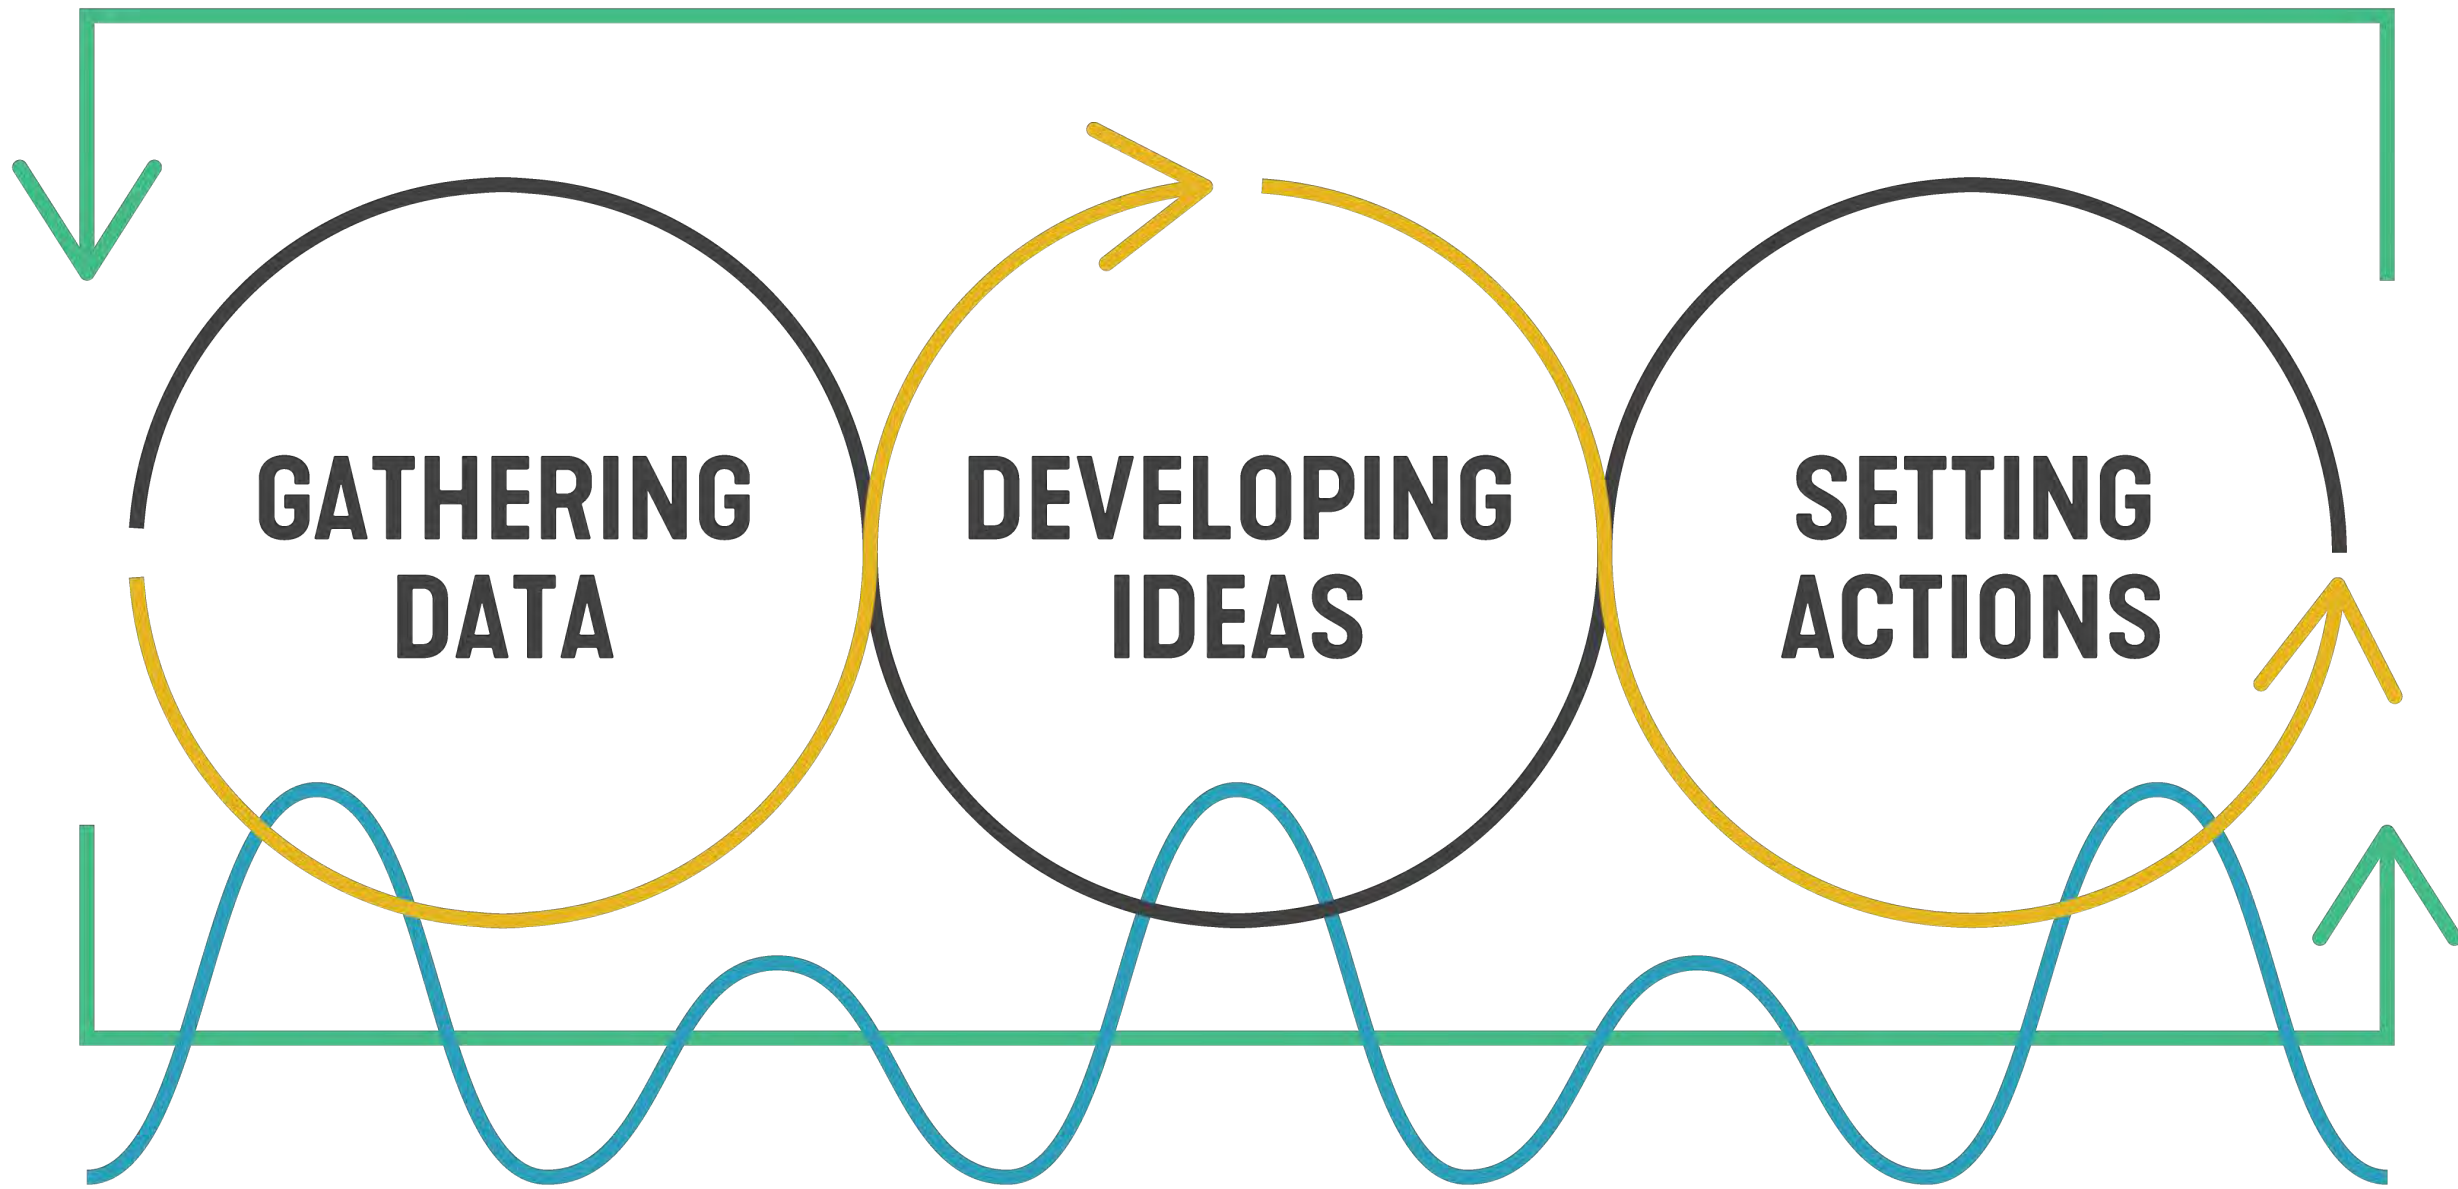 GATHERING
DATA
DEVELOPING
IDEAS
SETTING
ACTIONS